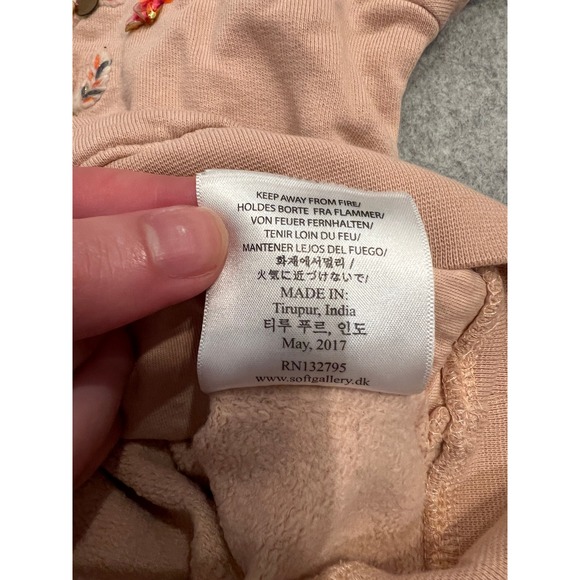 KEEP AWAY FROM FIRE/
HOLDES BORTE FRA FLAMMER/
VON FEUER FERNHALTEN/
TENIR LOIN DU FEU/
MANTENER LEJOS DEL FUEGO/
화재에서멀리 /
火気に近づけないで/
MADE IN:
Tirupur, India
티루 푸르, 인도
May, 2017
RN132795
www.softgallery.dk